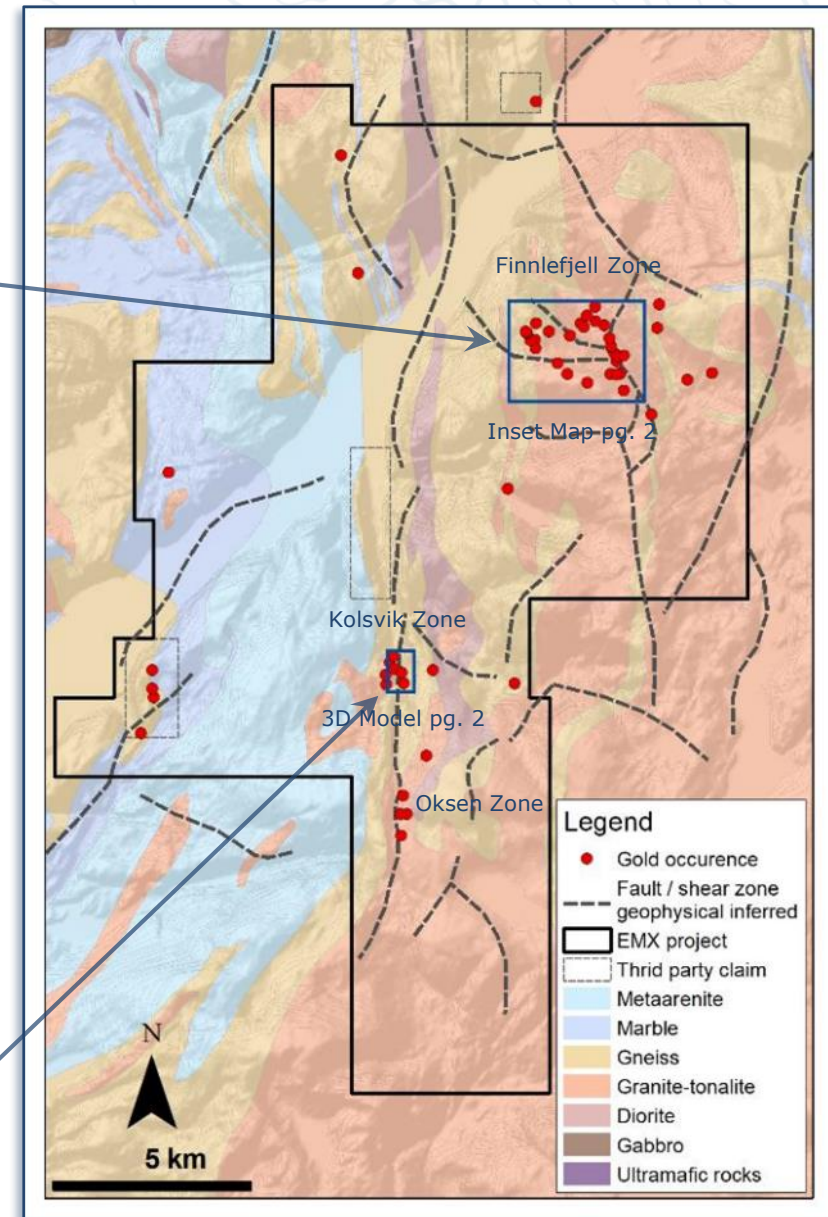 Finnlefjell Zone
Inset Map pg. 2
Kolsvik Zone
3D Model pg. 2
Oksen Zone
Legend
Gold occurence
Fault / shear zone
geophysical inferred
EMX project
Thrid party claim
Metaarenite
Marble
Gneiss
Granite-tonalite
Diorite
Gabbro
Ultramafic rocks
N
5 km